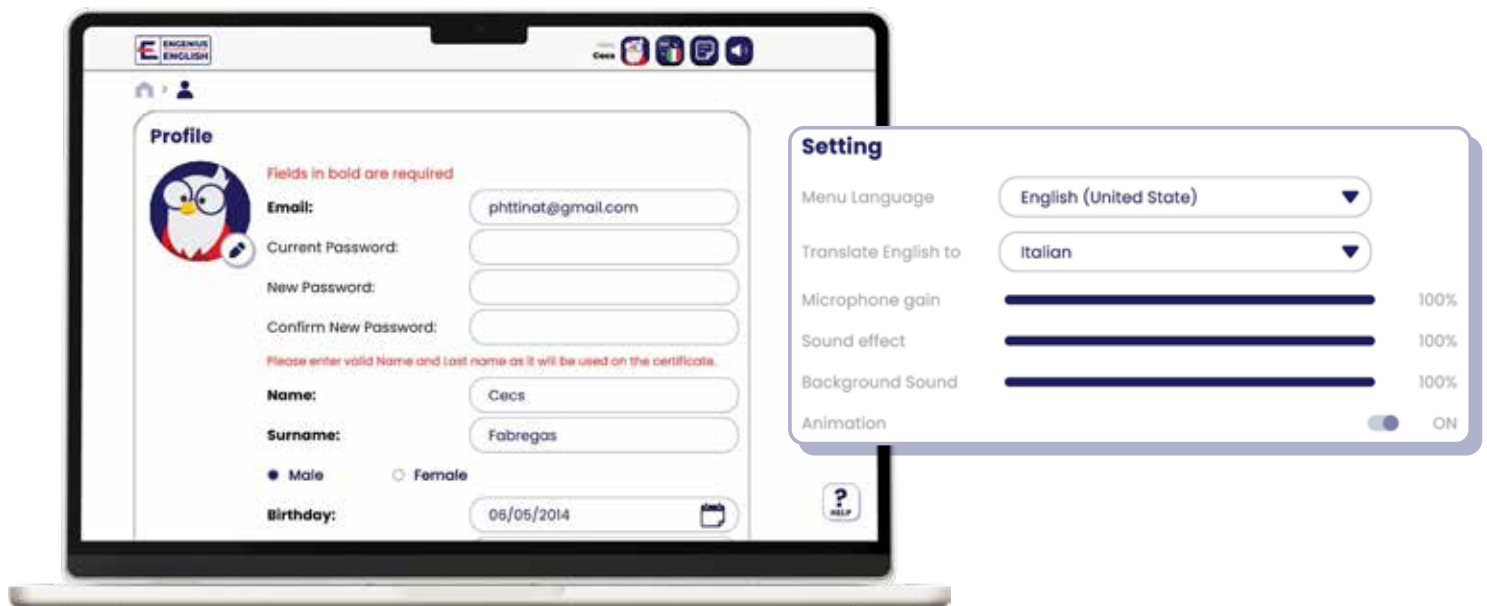 ENGENIUS
ENGLISH
Cecs
Profile
Fields in bold are required
Email:
phttinat@gmail.com
Current Password:
New Password:
Confirm New Password:
Please enter valid Name and Last name as it will be used on the certificate.
Name:
Cecs
Surname:
Fabregas
Male
Female
Birthday:
06/05/2014
?
HELP
Setting
Menu Language
English (United State)
Translate English to
Italian
Microphone gain
100%
Sound effect
100%
Background Sound
100%
Animation
ON